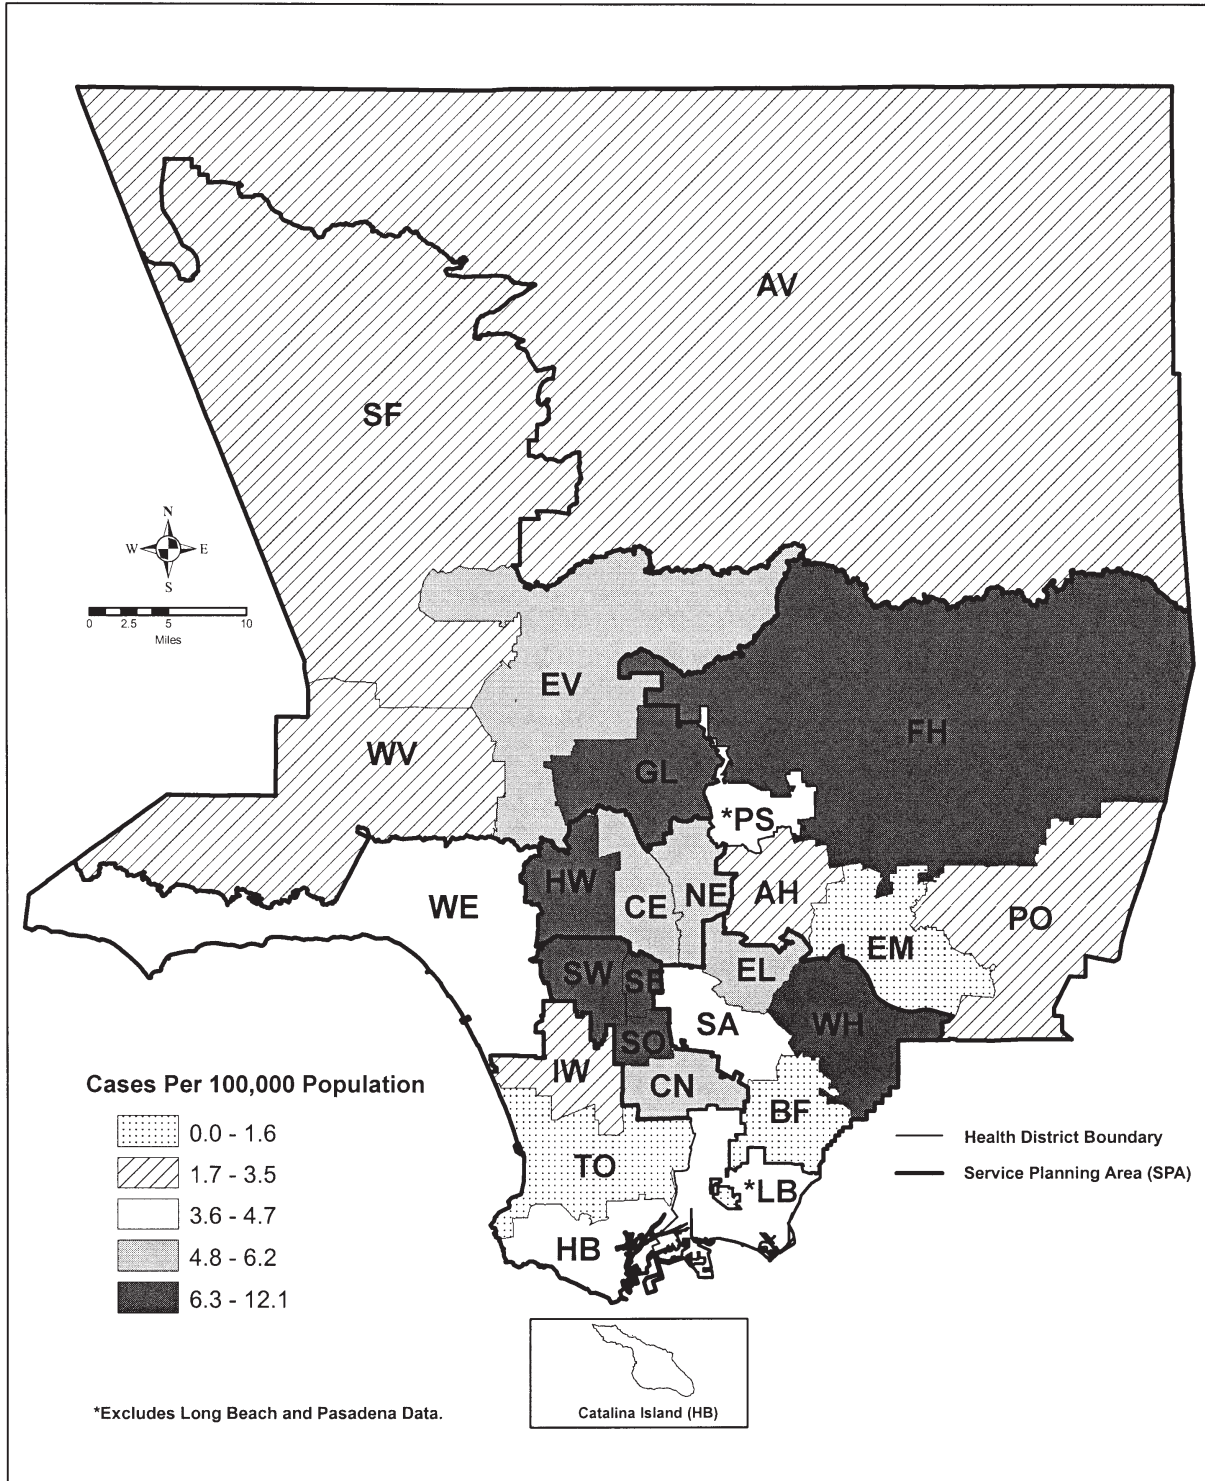 AV
SF
N
W E
S
0 2.5 5 10
Miles
EV
WV
FH
GL
*PS
HW
WE
CE
NE
AH
PO
EM
SW
SE
EL
SA
WH
SO
IW
CN
BF
TO
*LB
HB
Cases Per 100,000 Population
0.0 - 1.6
1.7 - 3.5
3.6 - 4.7
4.8 - 6.2
6.3 - 12.1
Health District Boundary
Service Planning Area (SPA)
*Excludes Long Beach and Pasadena Data.
Catalina Island (HB)